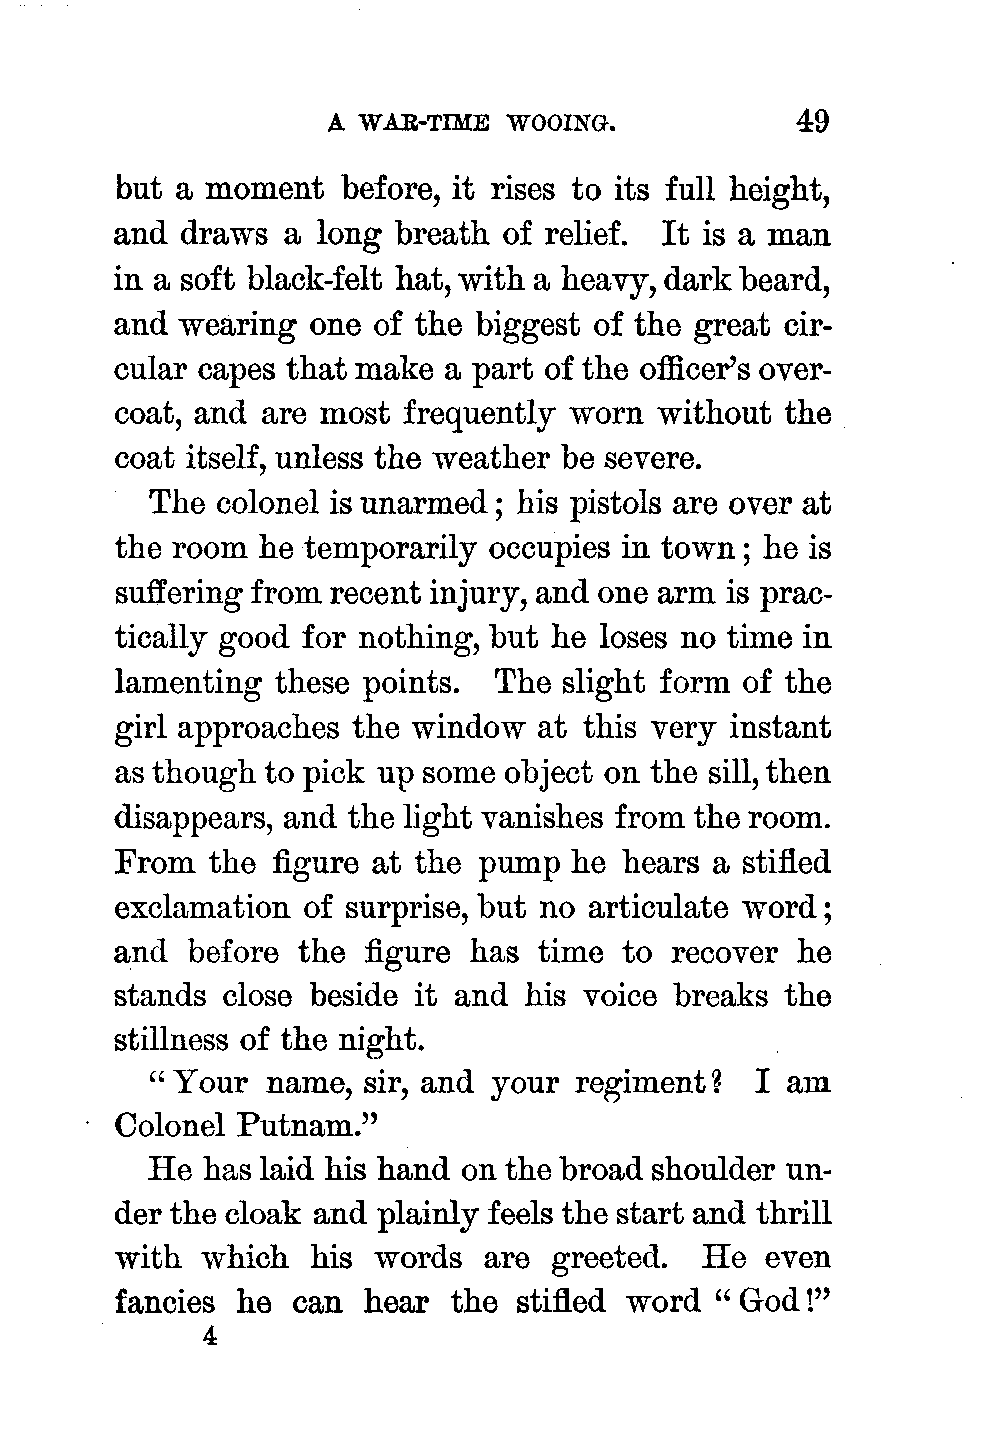 A WAR-TIME WOOING. 49
but a moment before, it rises to its full height,
and draws a long breath of relief. It is a man
in a soft black-felt hat, with a heavy, dark beard,
and wearing one of the biggest of the great cir-
cular capes that make a part of the officer's over-
coat, and are most frequently worn without the
coat itself, unless the weather be severe.
The colonel is unarmed; his pistols are over at
the room he temporarily occupies in town; he is
suffering from recent injury, and one arm is prac-
tically good for nothing, but he loses no time in
lamenting these points. The slight form of the
girl approaches the window at this very instant
as though to pick up some object on the sill, then
disappears, and the light vanishes from the room.
From the figure at the pump he hears a stifled
exclamation of surprise, but no articulate word;
and before the figure has time to recover he
stands close beside it and his voice breaks the
stillness of the night.
"Your name, sir, and your regiment? I am
Colonel Putnam."
He has laid his hand on the broad shoulder un-
der the cloak and plainly feels the start and thrill
with which his words are greeted. He even
fancies he can hear the stifled word "God!"
4